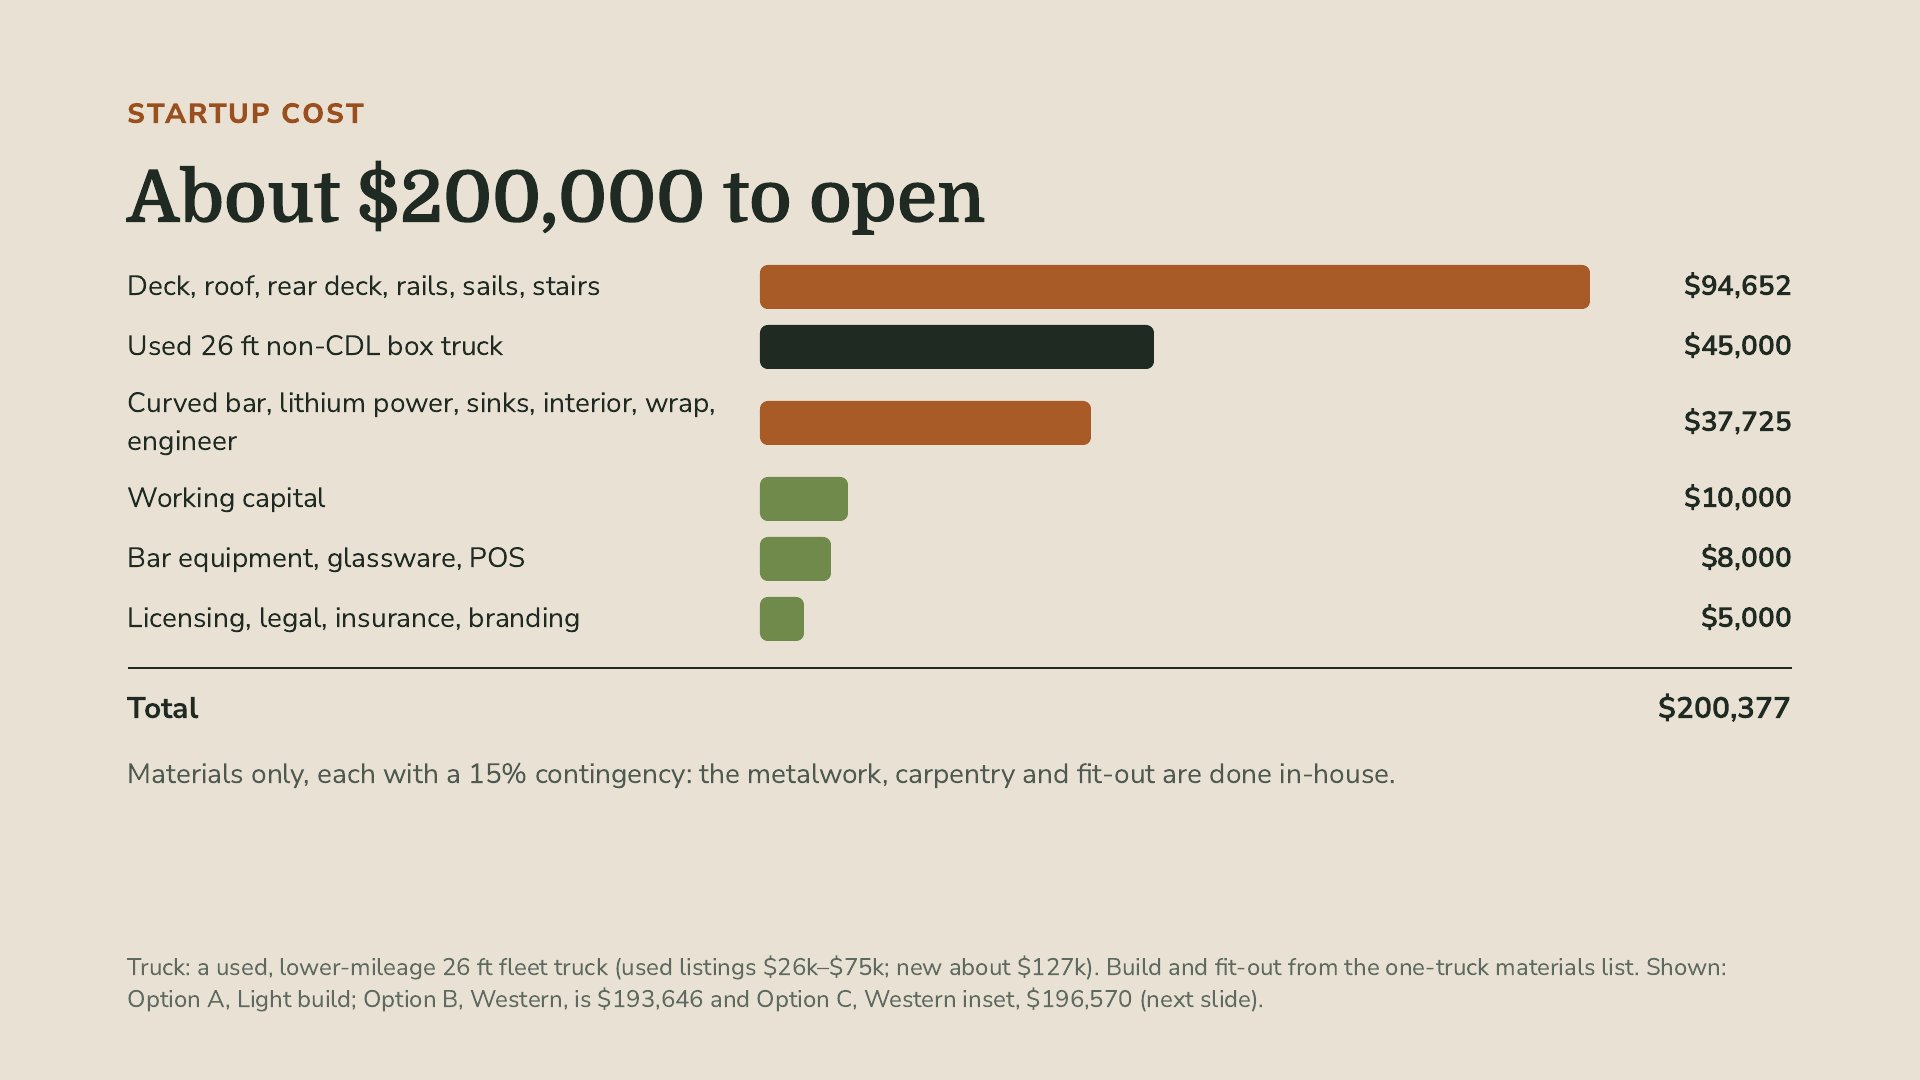 STARTUP COST
About $200,000 to open
Deck, roof, rear deck, rails, sails, stairs $94,652
Used 26 ft non-CDL box truck $45,000
Curved bar, lithium power, sinks, interior, wrap,
engineer $37,725
Working capital $10,000
Bar equipment, glassware, POS $8,000
Licensing, legal, insurance, branding $5,000
Total $200,377
Materials only, each with a 15% contingency: the metalwork, carpentry and fit-out are done in-house.
Truck: a used, lower-mileage 26 ft fleet truck (used listings $26k–$75k; new about $127k). Build and fit-out from the one-truck materials list. Shown:
Option A, Light build; Option B, Western, is $193,646 and Option C, Western inset, $196,570 (next slide).